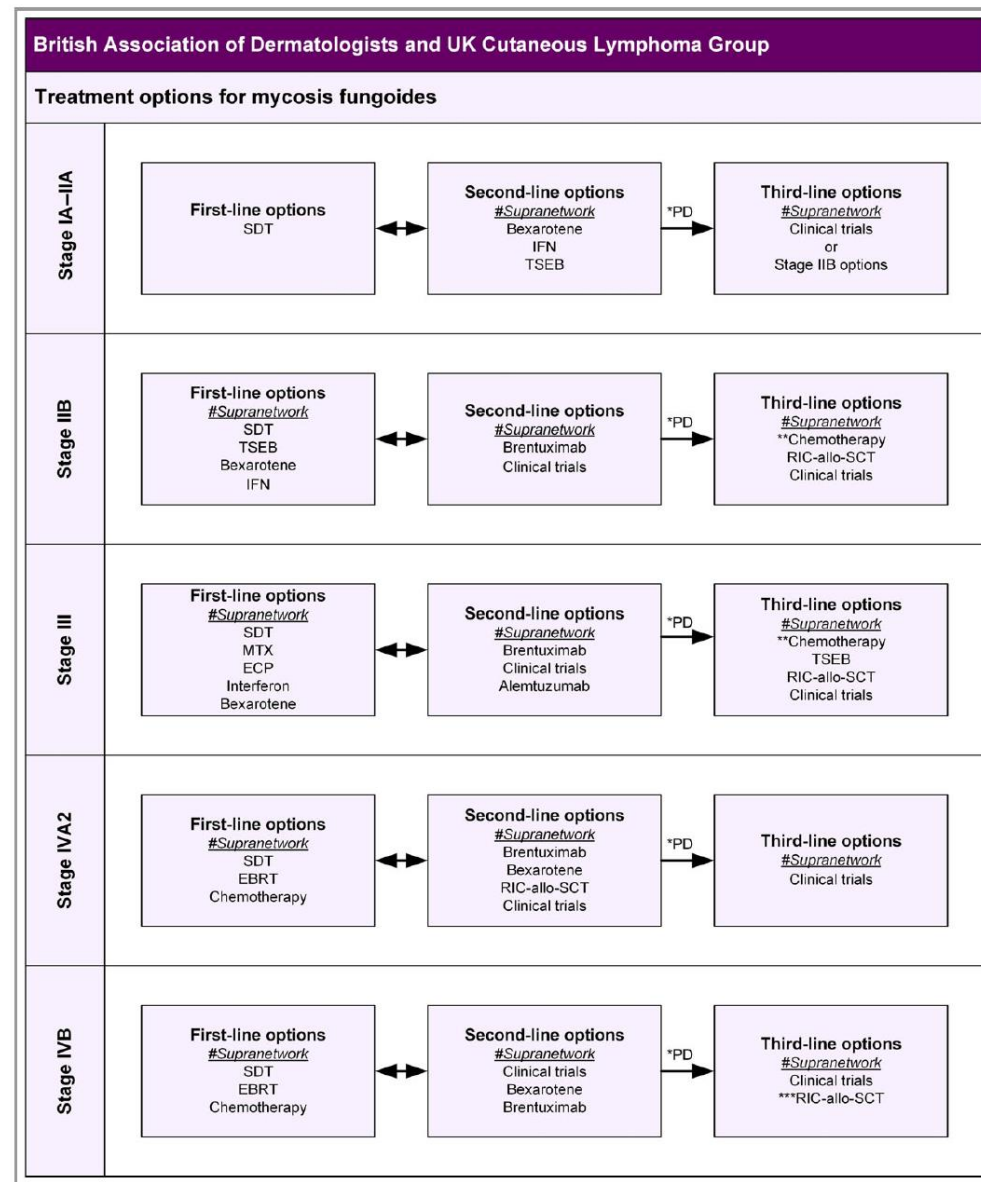 British Association of Dermatologists and UK Cutaneous Lymphoma Group
Treatment options for mycosis fungoides
Stage IA–IIA
First-line options
SDT
Second-line options
#Supranetwork
Bexarotene
IFN
TSEB
*PD
Third-line options
#Supranetwork
Clinical trials
or
Stage IIB options
Stage IIB
First-line options
#Supranetwork
SDT
TSEB
Bexarotene
IFN
Second-line options
#Supranetwork
Brentuximab
Clinical trials
*PD
Third-line options
#Supranetwork
**Chemotherapy
RIC-allo-SCT
Clinical trials
Stage III
First-line options
#Supranetwork
SDT
MTX
ECP
Interferon
Bexarotene
Second-line options
#Supranetwork
Brentuximab
Clinical trials
Alemtuzumab
*PD
Third-line options
#Supranetwork
**Chemotherapy
TSEB
RIC-allo-SCT
Clinical trials
Stage IVA2
First-line options
#Supranetwork
SDT
EBRT
Chemotherapy
Second-line options
#Supranetwork
Brentuximab
Bexarotene
RIC-allo-SCT
Clinical trials
*PD
Third-line options
#Supranetwork
Clinical trials
Stage IVB
First-line options
#Supranetwork
SDT
EBRT
Chemotherapy
Second-line options
#Supranetwork
Clinical trials
Bexarotene
Brentuximab
*PD
Third-line options
#Supranetwork
Clinical trials
***RIC-allo-SCT